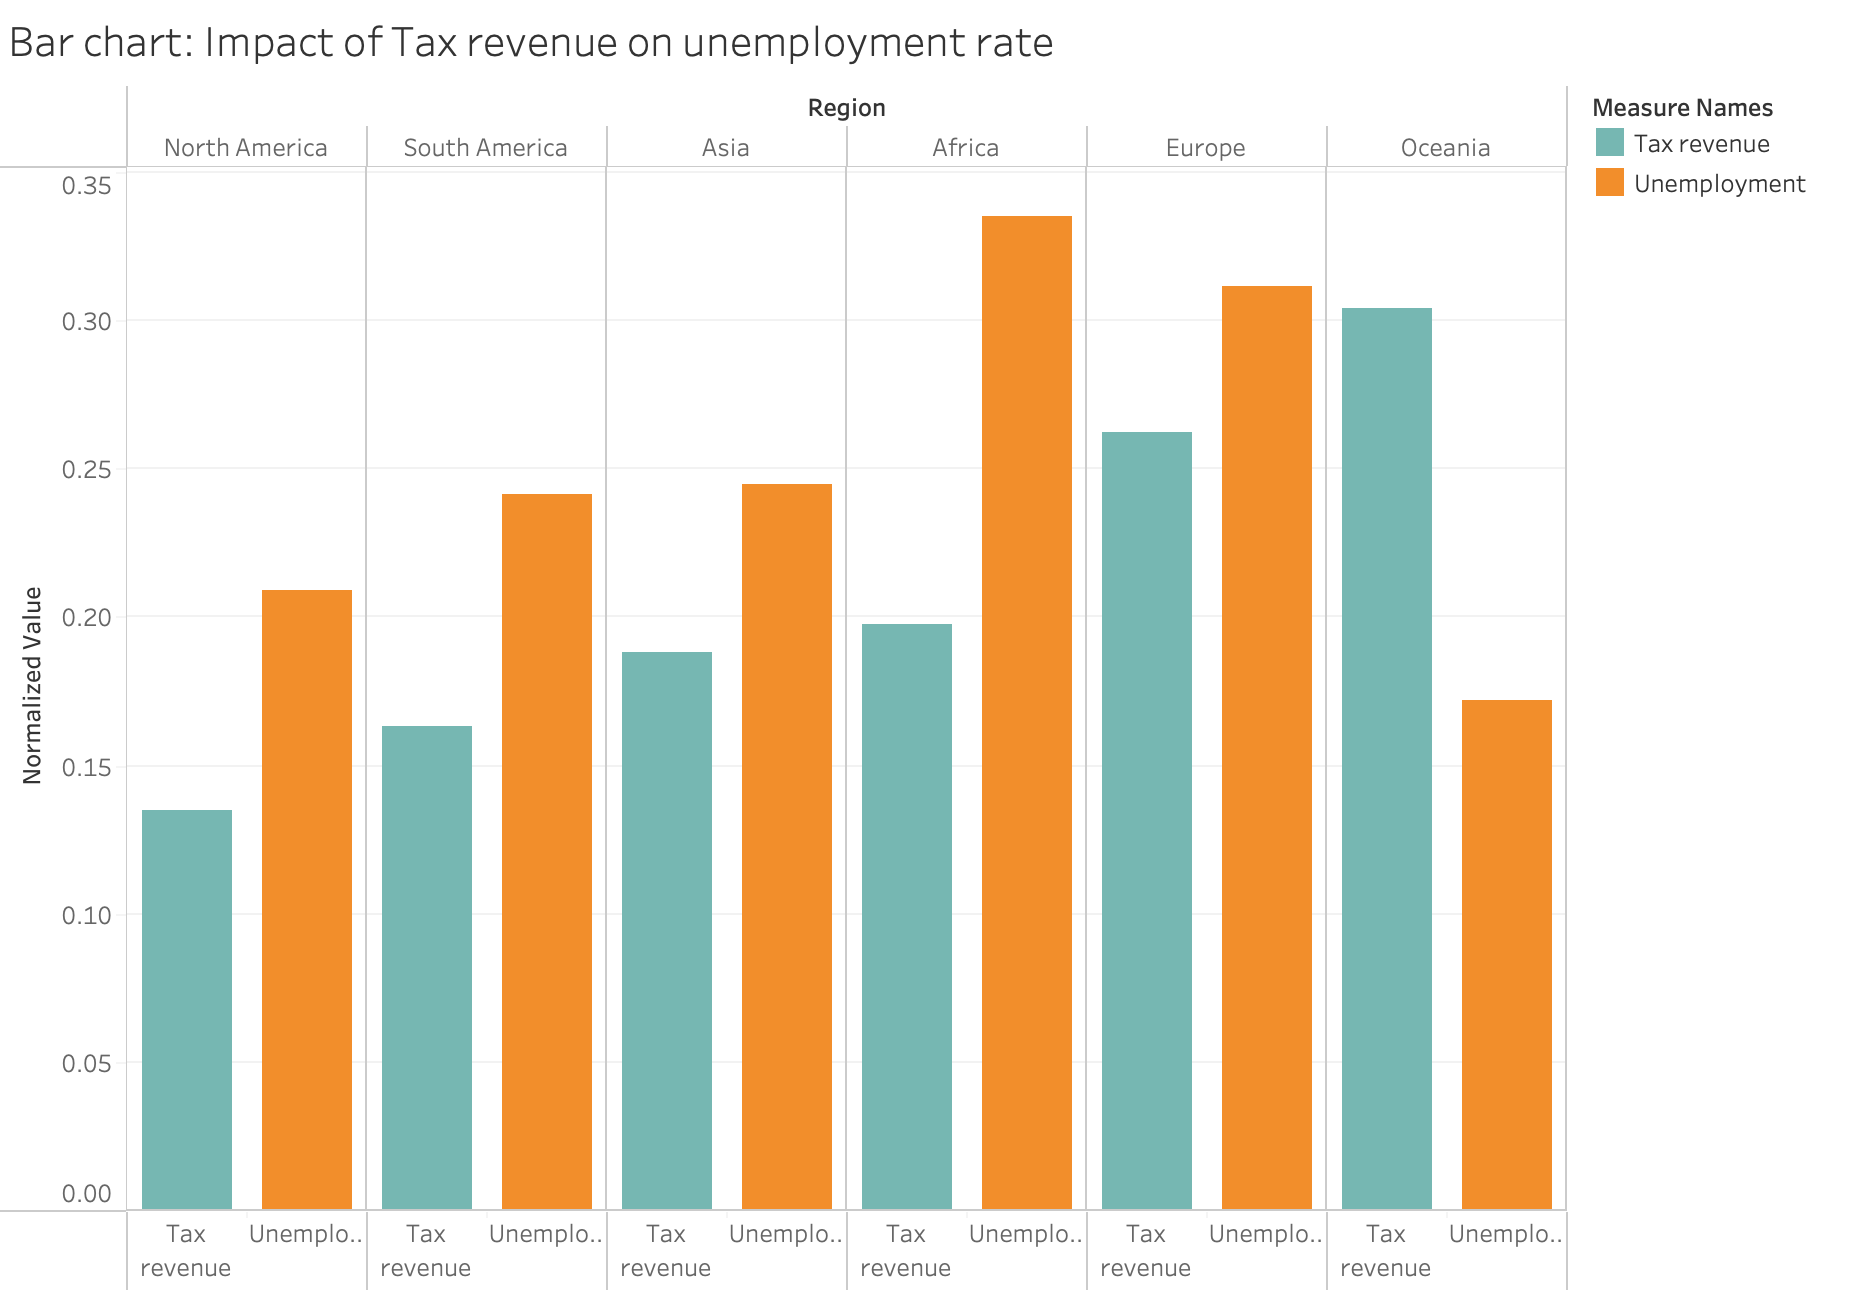 Bar chart: Impact of Tax revenue on unemployment rate
Region
North America South America Asia Africa Europe Oceania
Measure Names
Tax revenue
Unemployment
Normalized Value
0.35
0.30
0.25
0.20
0.15
0.10
0.05
0.00
Tax Unemplo.. Tax Unemplo.. Tax Unemplo.. Tax Unemplo.. Tax Unemplo.. Tax Unemplo..
revenue revenue revenue revenue revenue revenue